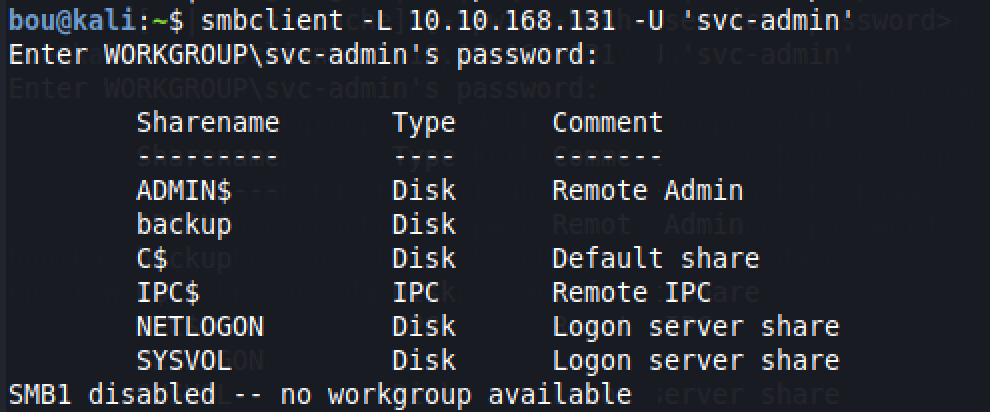 bou@kali:~$ smbclient -L 10.10.168.131 -U 'svc-admin'
Enter WORKGROUP\svc-admin's password:
Sharename Type Comment
--------- ---- -------
ADMIN$ Disk Remote Admin
backup Disk
C$ Disk Default share
IPC$ IPC Remote IPC
NETLOGON Disk Logon server share
SYSVOL Disk Logon server share
SMB1 disabled -- no workgroup available